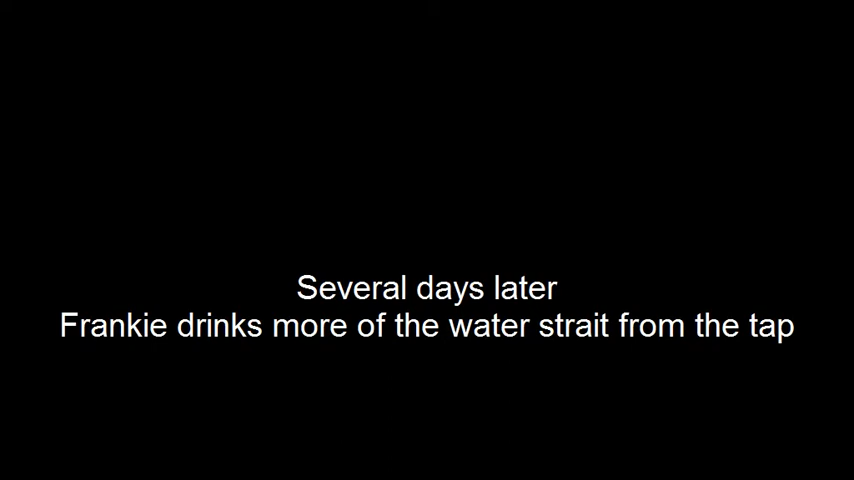 Several days later
Frankie drinks more of the water strait from the tap